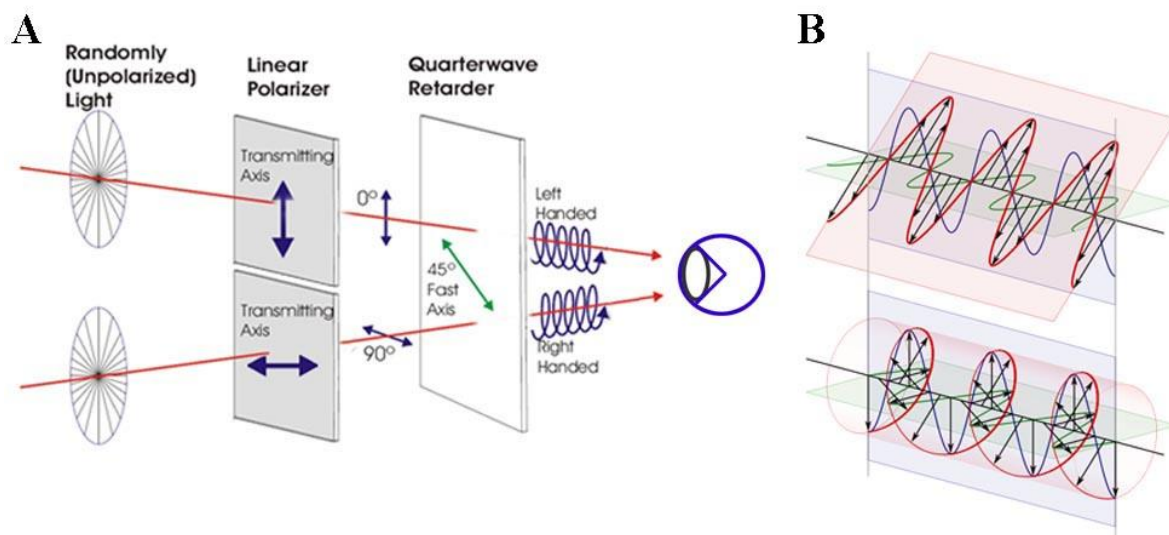 A
B
Randomly
(Unpolarized)
Light
Linear
Polarizer
Quarterwave
Retarder
Transmitting
Axis
0°
Left
Handed
45°
Fast
Axis
Transmitting
Axis
90°
Right
Handed